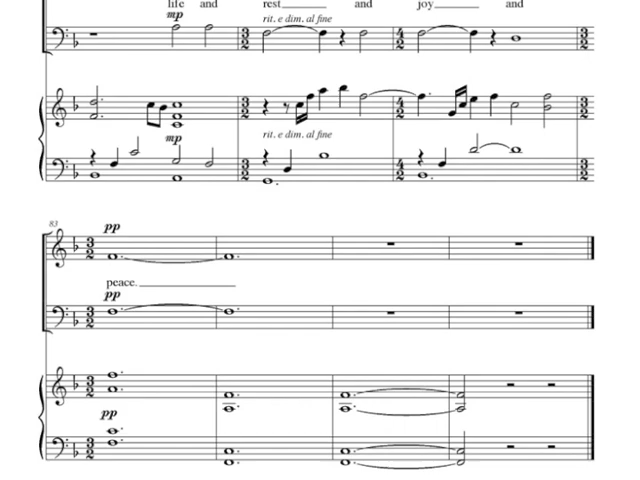 life and rest and joy and
mp
rit. e dim. al fine
rit. e dim. al fine
mp
83
pp
peace.
pp
pp